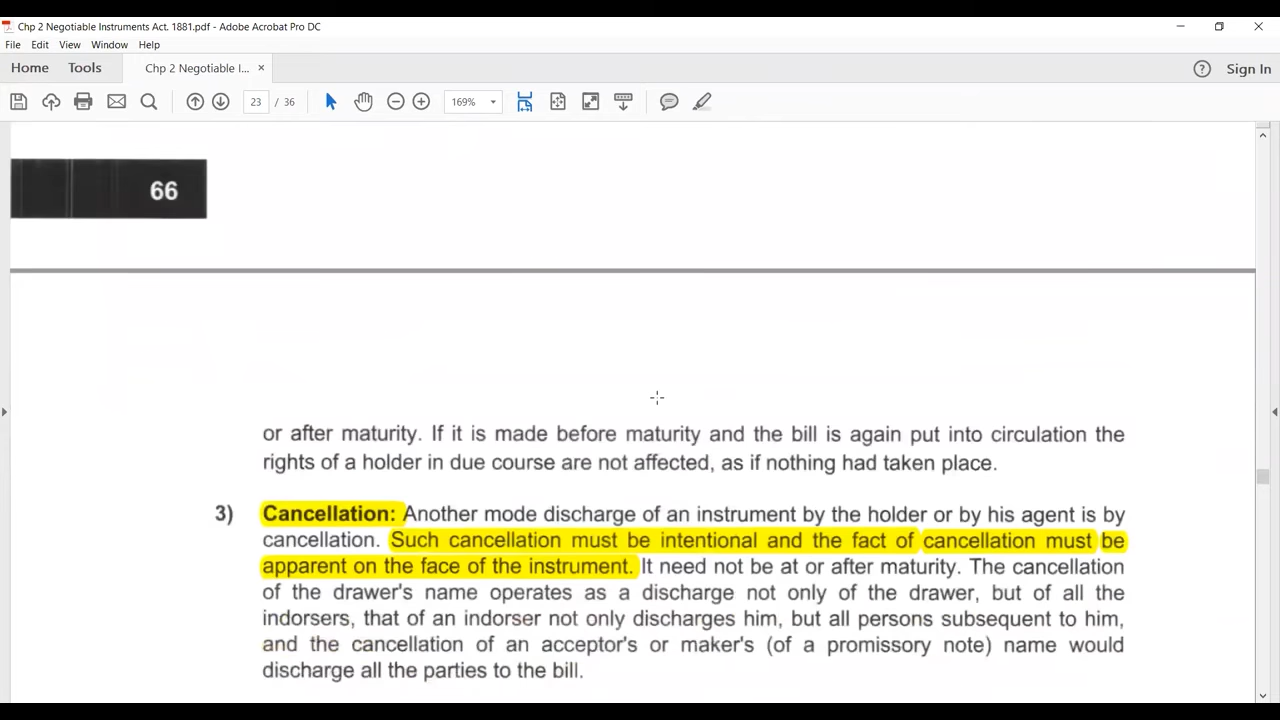 Chp 2 Negotiable Instruments Act. 1881.pdf - Adobe Acrobat Pro DC
File Edit View Window Help
Home Tools Chp 2 Negotiable I... × Sign In
23 / 36 169%
66
or after maturity. If it is made before maturity and the bill is again put into circulation the
rights of a holder in due course are not affected, as if nothing had taken place.
3) Cancellation: Another mode discharge of an instrument by the holder or by his agent is by
cancellation. Such cancellation must be intentional and the fact of cancellation must be
apparent on the face of the instrument. It need not be at or after maturity. The cancellation
of the drawer's name operates as a discharge not only of the drawer, but of all the
indorsers, that of an indorser not only discharges him, but all persons subsequent to him,
and the cancellation of an acceptor's or maker's (of a promissory note) name would
discharge all the parties to the bill.